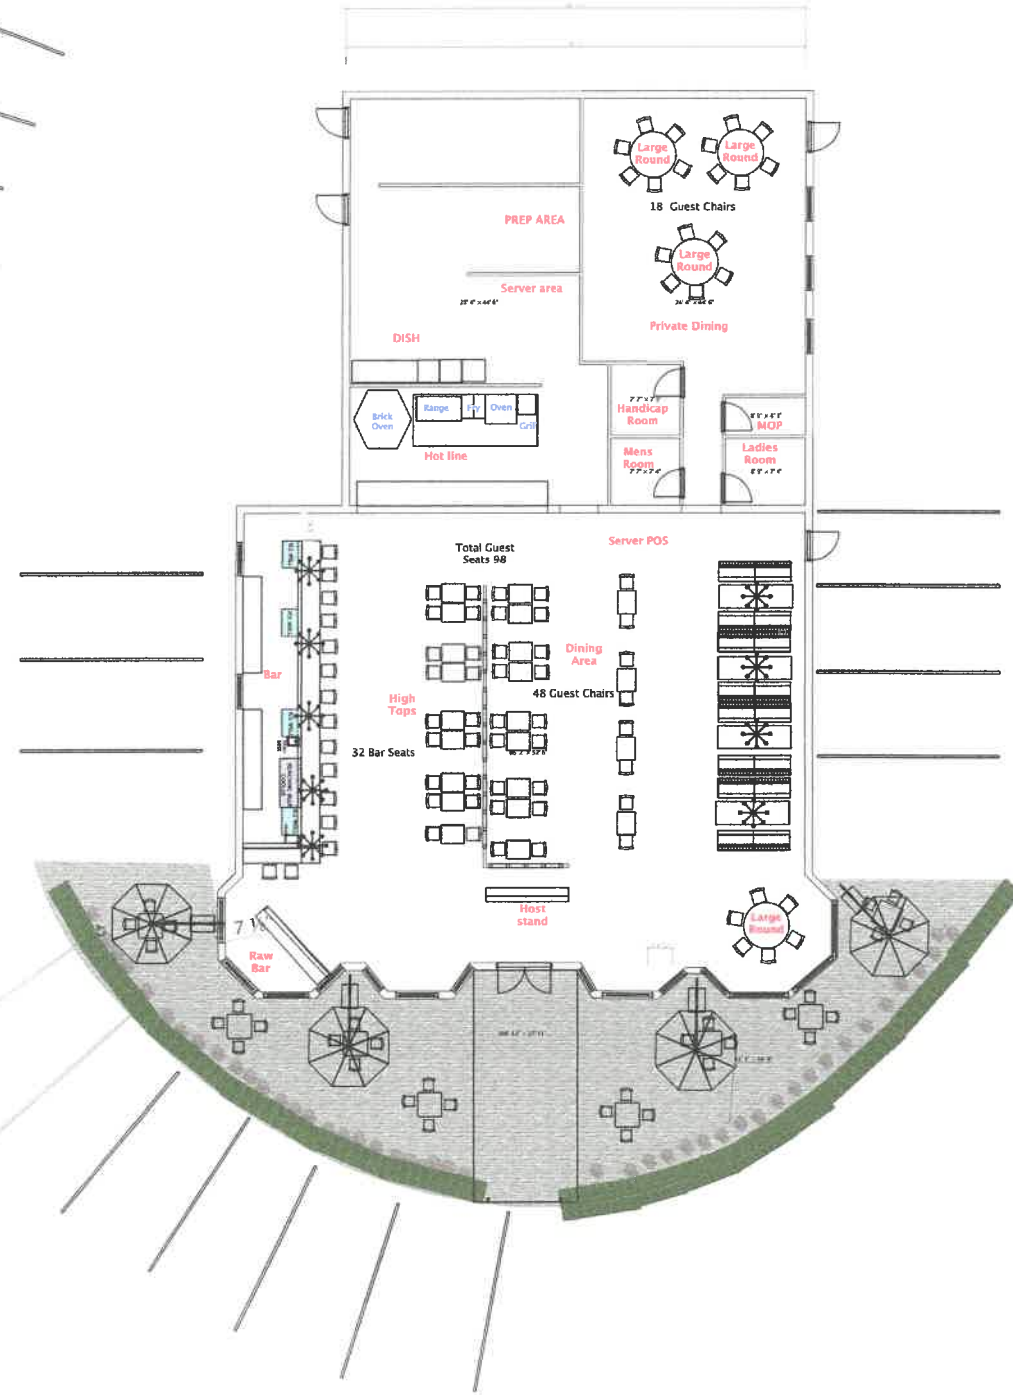 Large
Round
Large
Round
18 Guest Chairs
PREP AREA
Large
Round
Server area
Private Dining
DISH
Brick
Oven
Range
Fry
Oven
Grill
Handicap
Room
MOP
Hot line
Mens
Room
Ladies
Room
Total Guest
Seats 98
Server POS
Dining
Area
Bar
High
Tops
48 Guest Chairs
32 Bar Seats
Host
stand
Large
Round
Raw
Bar